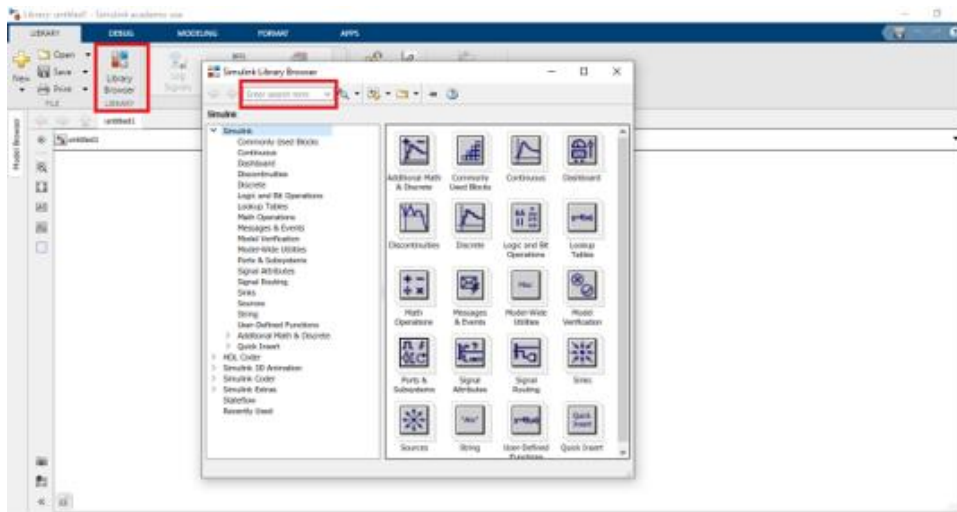 Library: untitled1 - Simulink academic use
LIBRARY
DEBUG
MODELING
FORMAT
APPS
New
Open
Save
Print
FILE
Library
Browser
LIBRARY
Log
Signals
Model Browser
untitled1
untitled1
Simulink Library Browser
Enter search term
Simulink
Simulink
Commonly Used Blocks
Continuous
Dashboard
Discontinuities
Discrete
Logic and Bit Operations
Lookup Tables
Math Operations
Messages & Events
Model Verification
Model-Wide Utilities
Ports & Subsystems
Signal Attributes
Signal Routing
Sinks
Sources
String
User-Defined Functions
Additional Math & Discrete
Quick Insert
HDL Coder
Simulink 3D Animation
Simulink Coder
Simulink Extras
Stateflow
Recently Used
Additional Math
& Discrete
Commonly
Used Blocks
Continuous
Dashboard
Discontinuities
Discrete
Logic and Bit
Operations
Lookup
Tables
Math
Operations
Messages
& Events
Misc
Model-Wide
Utilities
Model
Verification
Ports &
Subsystems
Signal
Attributes
Signal
Routing
Sinks
Sources
"Abc"
String
User-Defined
Functions
Quick
Insert
Quick Insert